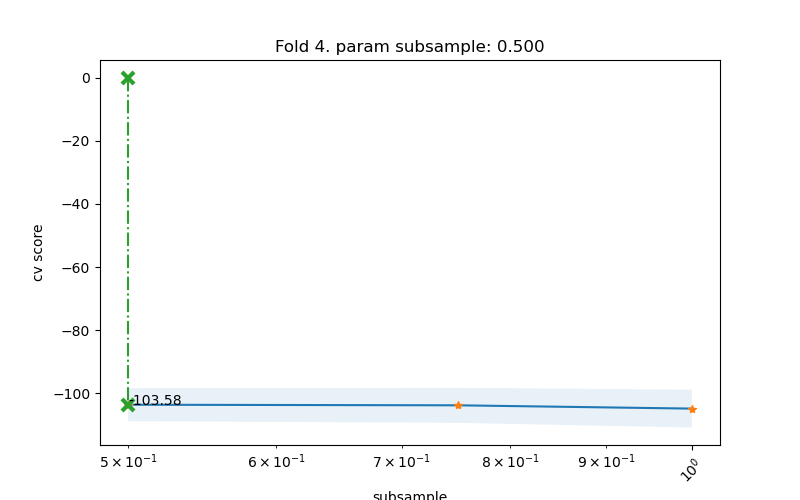 Fold 4. param subsample: 0.500
cv score
0
−20
−40
−60
−80
−100
-103.58
5 × 10⁻¹
6 × 10⁻¹
7 × 10⁻¹
8 × 10⁻¹
9 × 10⁻¹
10⁰
subsample